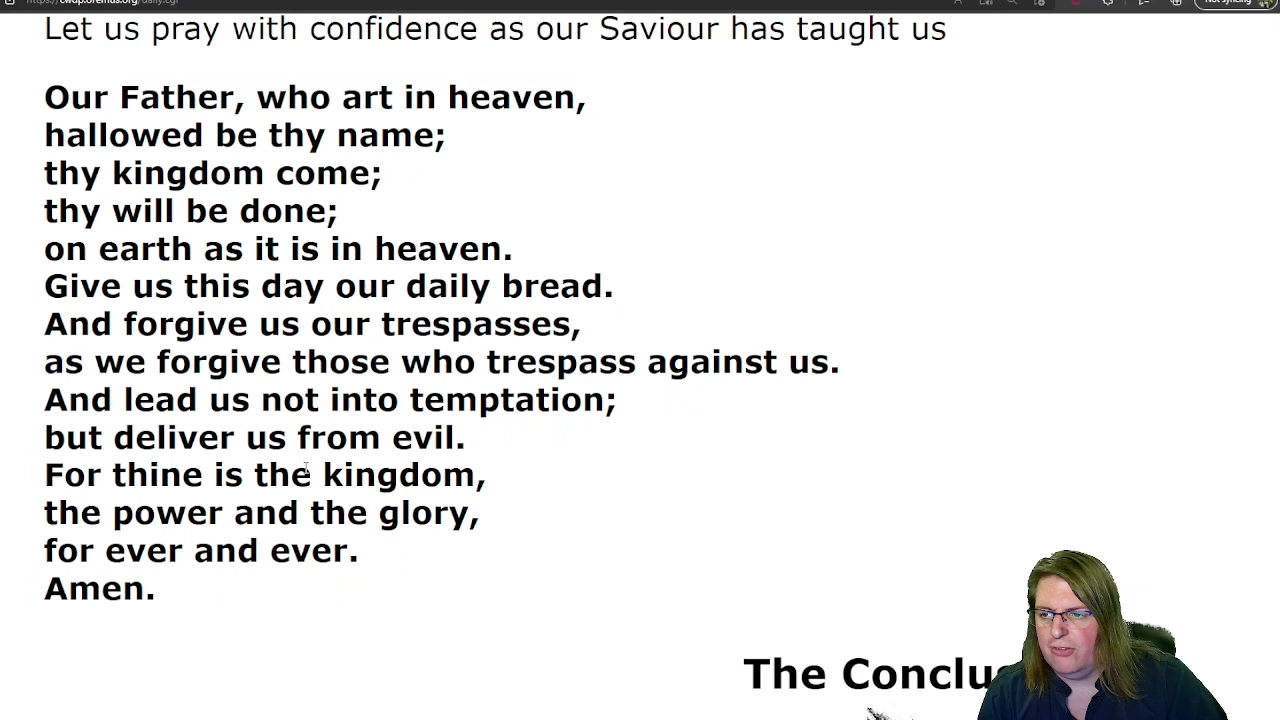 Not syncing
Let us pray with confidence as our Saviour has taught us
Our Father, who art in heaven,
hallowed be thy name;
thy kingdom come;
thy will be done;
on earth as it is in heaven.
Give us this day our daily bread.
And forgive us our trespasses,
as we forgive those who trespass against us.
And lead us not into temptation;
but deliver us from evil.
For thine is the kingdom,
the power and the glory,
for ever and ever.
Amen.
The